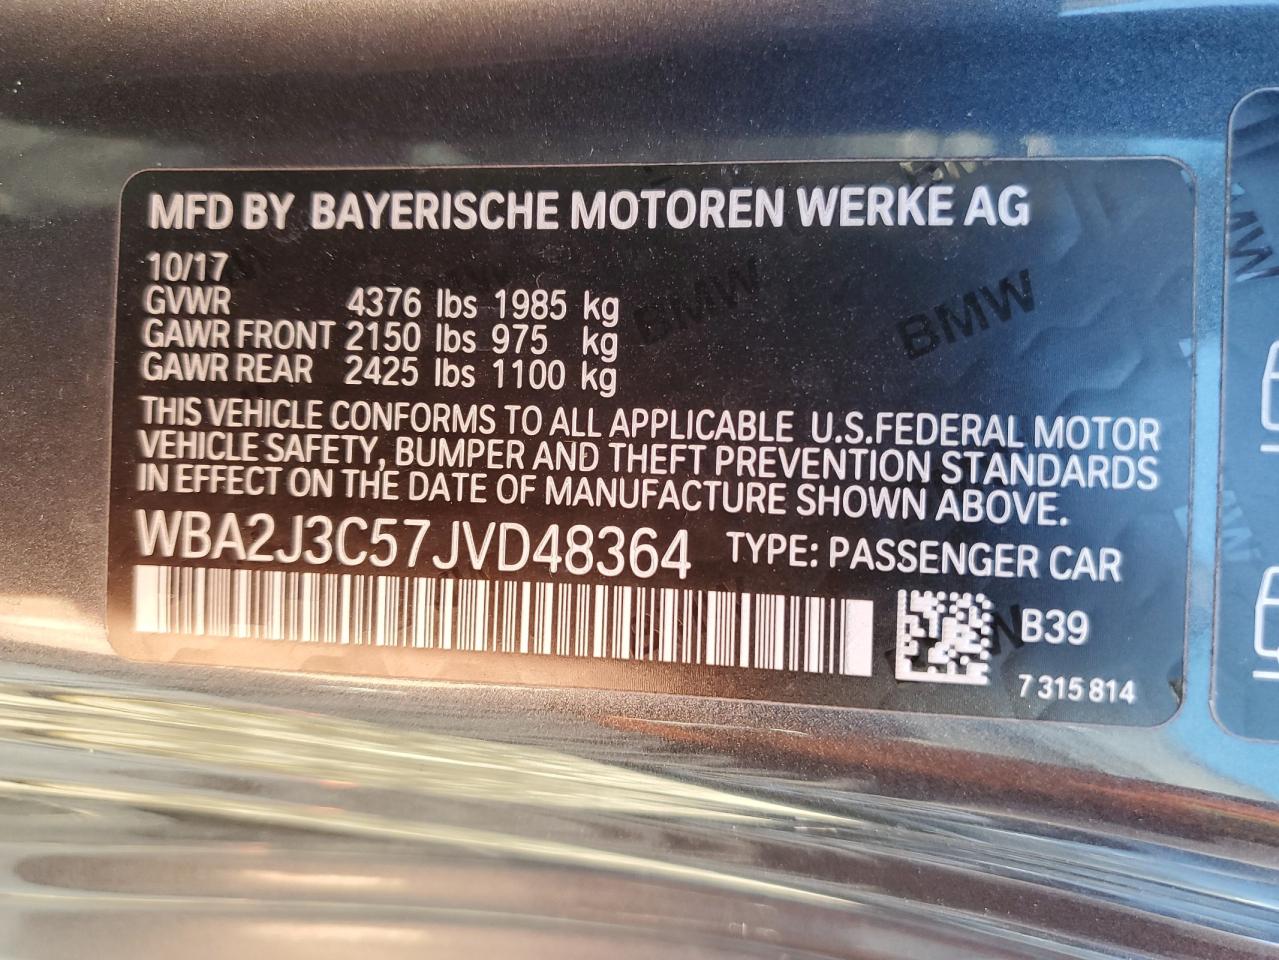 MFD BY BAYERISCHE MOTOREN WERKE AG
10/17
GVWR 4376 lbs 1985 kg
GAWR FRONT 2150 lbs 975 kg
GAWR REAR 2425 lbs 1100 kg
THIS VEHICLE CONFORMS TO ALL APPLICABLE U.S.FEDERAL MOTOR
VEHICLE SAFETY, BUMPER AND THEFT PREVENTION STANDARDS
IN EFFECT ON THE DATE OF MANUFACTURE SHOWN ABOVE.
WBA2J3C57JVD48364 TYPE: PASSENGER CAR
B39
7 315 814
BMW
BMW
BMW